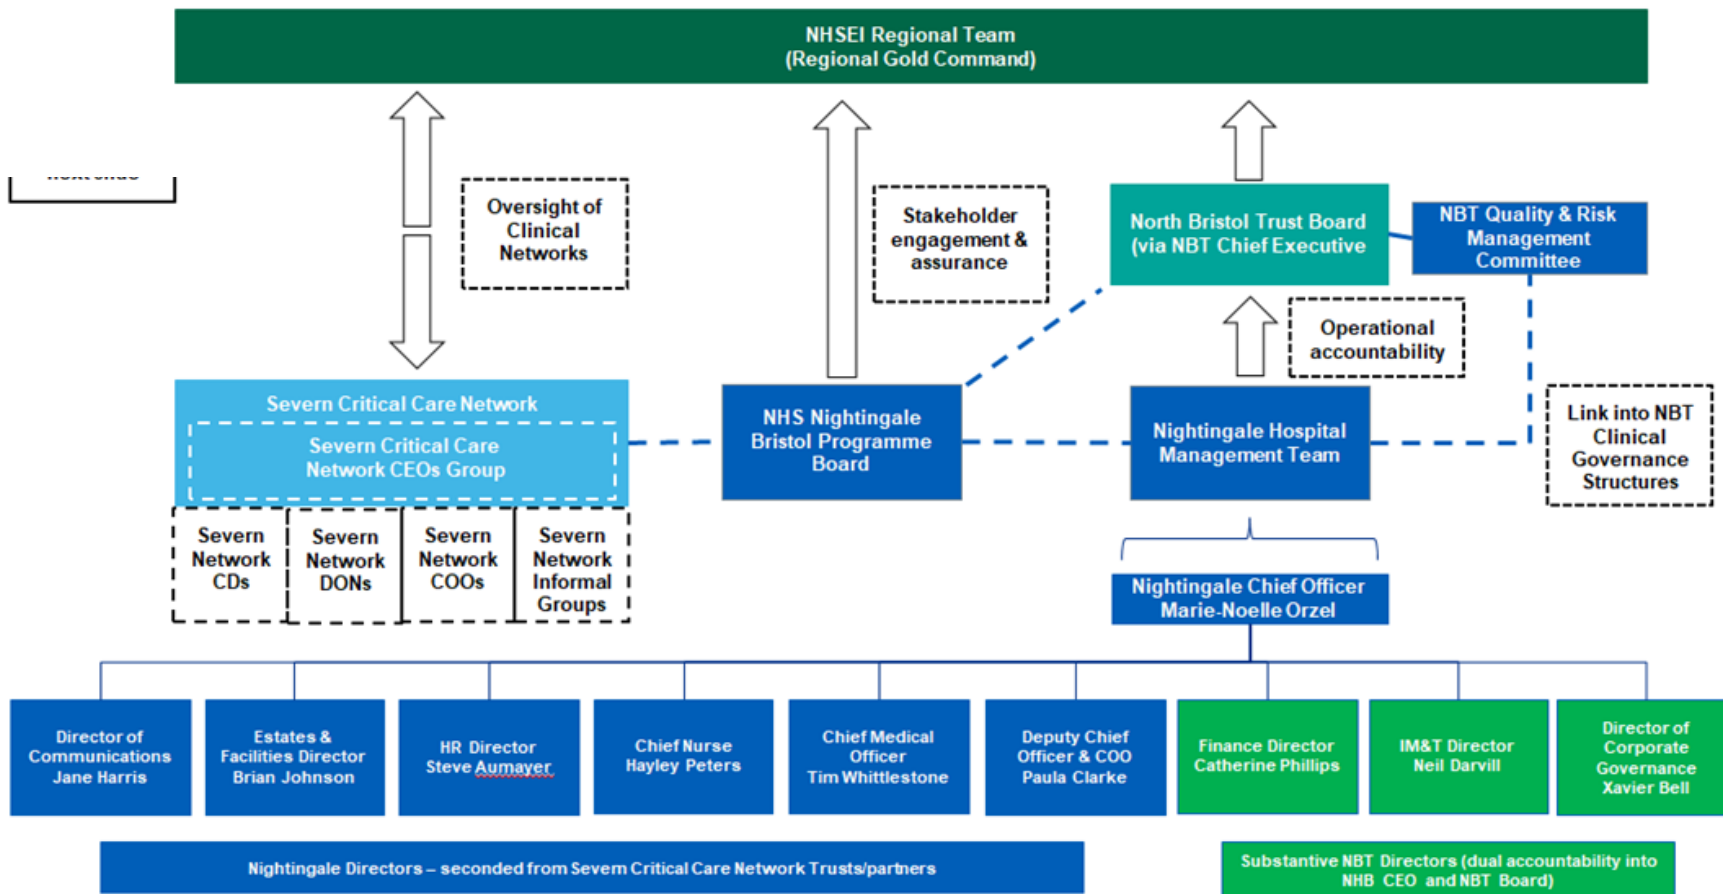 NHSEI Regional Team
(Regional Gold Command)
Oversight of
Clinical
Networks
Stakeholder
engagement &
assurance
North Bristol Trust Board
(via NBT Chief Executive
NBT Quality & Risk
Management
Committee
Operational
accountability
Severn Critical Care Network
Severn Critical Care
Network CEOs Group
NHS Nightingale
Bristol Programme
Board
Nightingale Hospital
Management Team
Link into NBT
Clinical
Governance
Structures
Severn
Network
CDs
Severn
Network
DONs
Severn
Network
COOs
Severn
Network
Informal
Groups
Nightingale Chief Officer
Marie-Noelle Orzel
Director of
Communications
Jane Harris
Estates &
Facilities Director
Brian Johnson
HR Director
Steve Aumayer
Chief Nurse
Hayley Peters
Chief Medical
Officer
Tim Whittlestone
Deputy Chief
Officer & COO
Paula Clarke
Finance Director
Catherine Phillips
IM&T Director
Neil Darvill
Director of
Corporate
Governance
Xavier Bell
Nightingale Directors – seconded from Severn Critical Care Network Trusts/partners
Substantive NBT Directors (dual accountability into
NHB CEO and NBT Board)